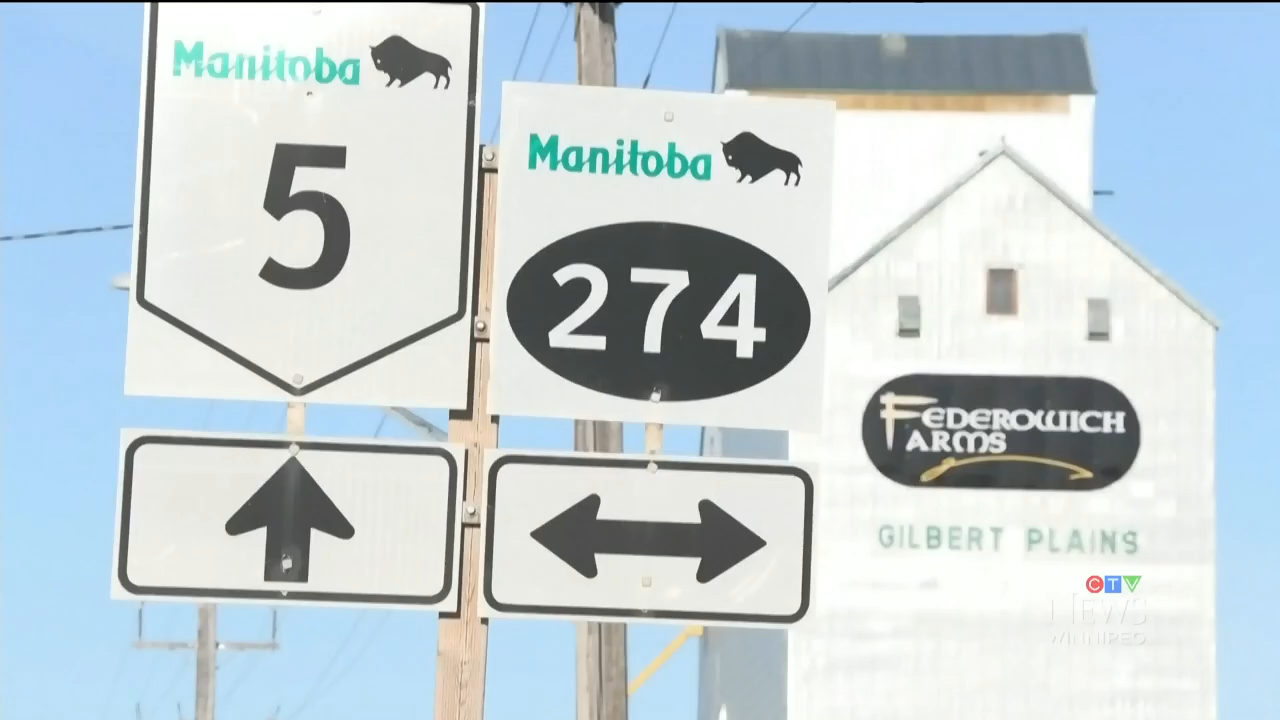 Manitoba
5
Manitoba
274
FEDEROWICH
FARMS
GILBERT PLAINS
CTV
NEWS
WINNIPEG